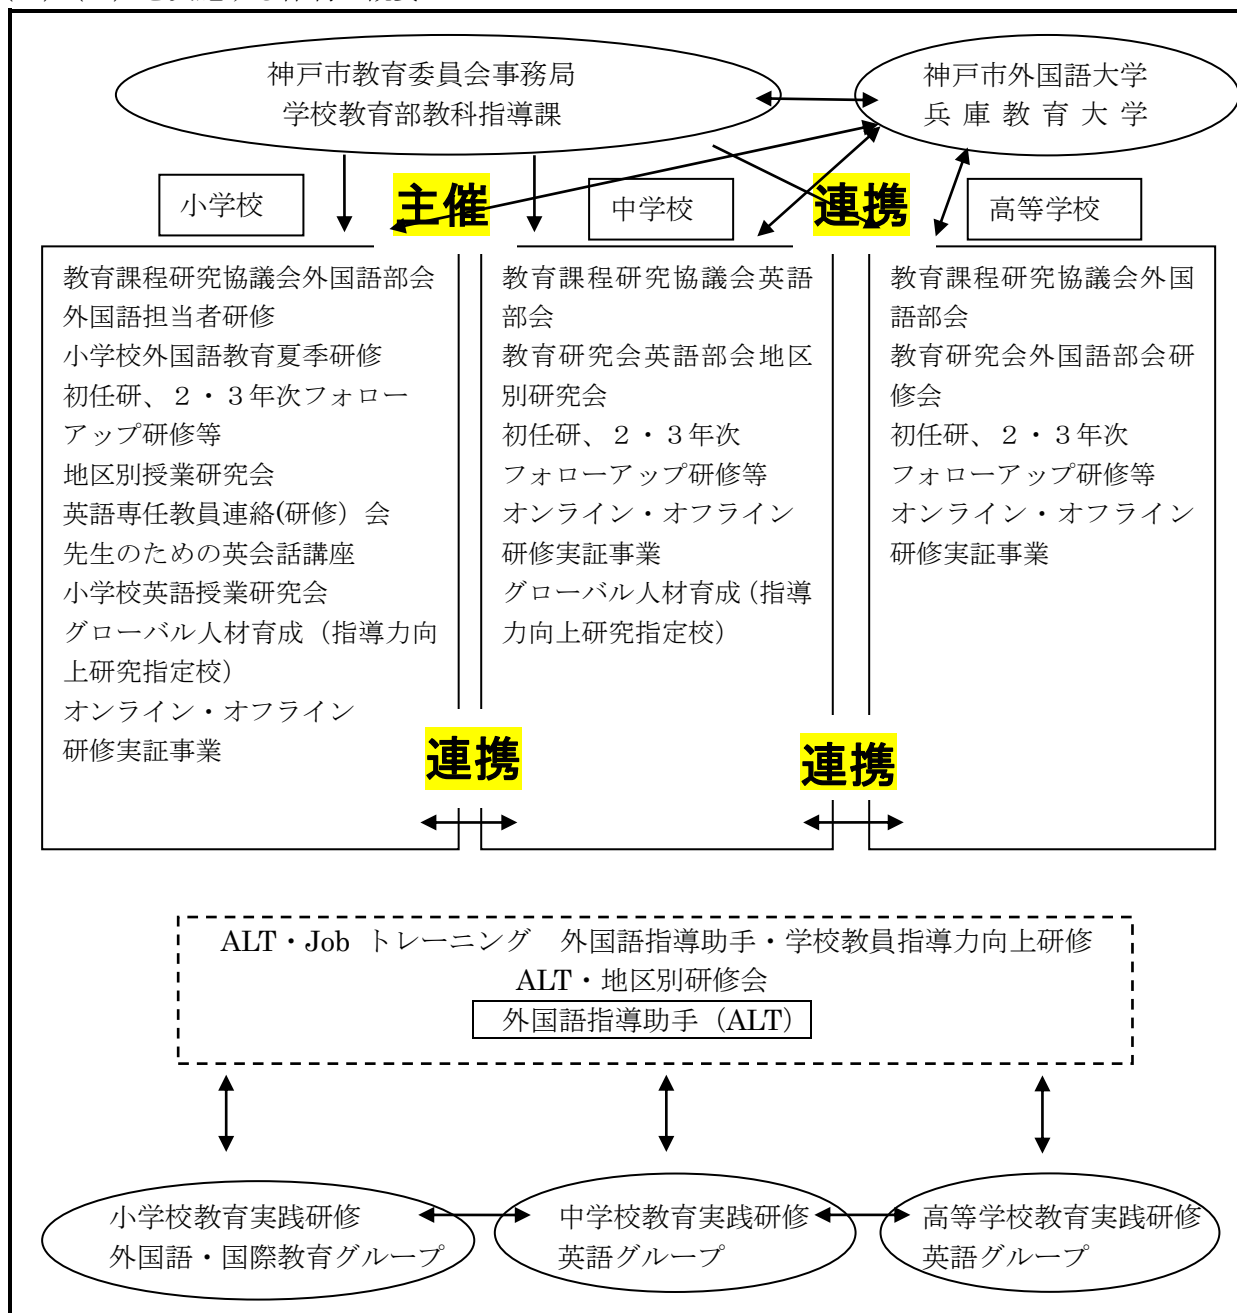 神戸市教育委員会事務局
学校教育部教科指導課
神戸市外国語大学
兵庫教育大学
小学校
主催
中学校
連携
高等学校
教育課程研究協議会外国語部会
外国語担当者研修
小学校外国語教育夏季研修
初任研、２・３年次フォロー
アップ研修等
地区別授業研究会
英語専任教員連絡(研修）会
先生のための英会話講座
小学校英語授業研究会
グローバル人材育成（指導力向
上研究指定校）
オンライン・オフライン
研修実証事業
教育課程研究協議会英語
部会
教育研究会英語部会地区
別研究会
初任研、２・３年次
フォローアップ研修等
オンライン・オフライン
研修実証事業
グローバル人材育成（指導
力向上研究指定校）
教育課程研究協議会外国
語部会
教育研究会外国語部会研
修会
初任研、２・３年次
フォローアップ研修等
オンライン・オフライン
研修実証事業
連携
連携
ALT・Job トレーニング　外国語指導助手・学校教員指導力向上研修
ALT・地区別研修会
外国語指導助手（ALT）
小学校教育実践研修
外国語・国際教育グループ
中学校教育実践研修
英語グループ
高等学校教育実践研修
英語グループ